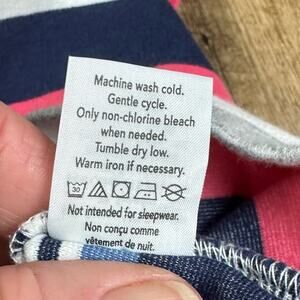 Machine wash cold.
Gentle cycle.
Only non-chlorine bleach
when needed.
Tumble dry low.
Warm iron if necessary.
30
Not intended for sleepwear.
Non conçu comme
vêtement de nuit.